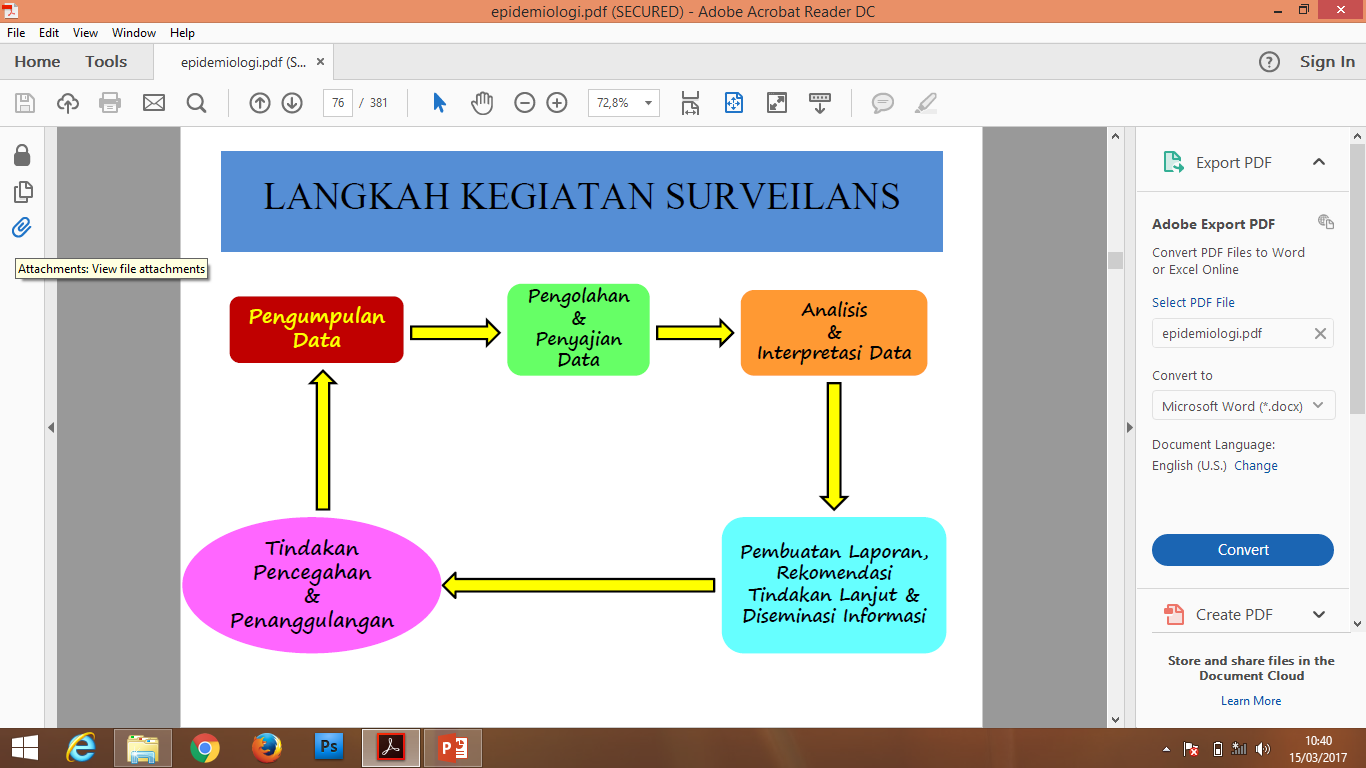 epidemiologi.pdf (SECURED) - Adobe Acrobat Reader DC
File Edit View Window Help
Home Tools epidemiologi.pdf (S... × ? Sign In
76 / 381 72,8%
Attachments: View file attachments
LANGKAH KEGIATAN SURVEILANS
Pengumpulan
Data
Pengolahan
&
Penyajian
Data
Analisis
&
Interpretasi Data
Pembuatan Laporan,
Rekomendasi
Tindakan Lanjut &
Diseminasi Informasi
Tindakan
Pencegahan
&
Penanggulangan
Export PDF
Adobe Export PDF
Convert PDF Files to Word
or Excel Online
Select PDF File
epidemiologi.pdf
Convert to
Microsoft Word (*.docx)
Document Language:
English (U.S.) Change
Convert
Create PDF
Store and share files in the
Document Cloud
Learn More
Ps
10:40
15/03/2017